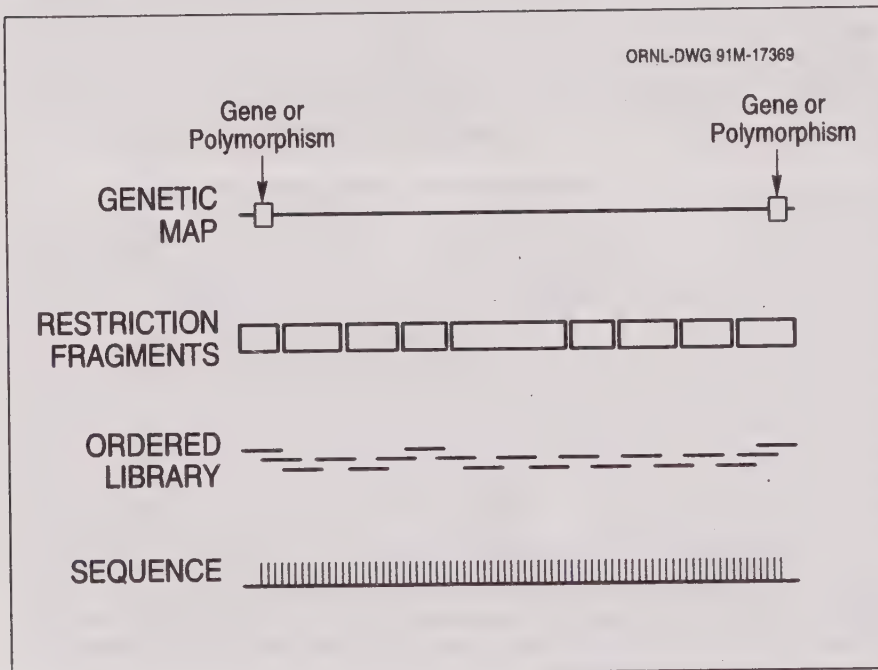 ORNL-DWG 91M-17369
Gene or
Polymorphism
Gene or
Polymorphism
GENETIC
MAP
RESTRICTION
FRAGMENTS
ORDERED
LIBRARY
SEQUENCE